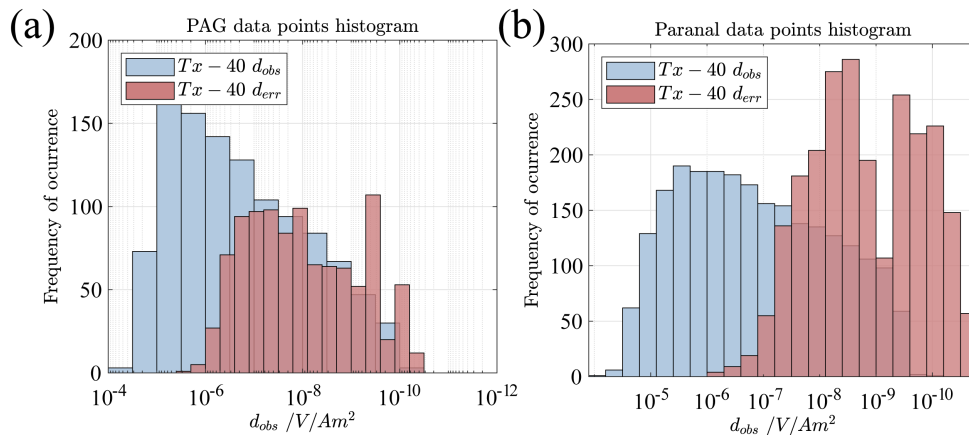 (a)
PAG data points histogram
Tx − 40 d_obs
Tx − 40 d_err
Frequency of ocurrence
200
150
100
50
0
10^-4
10^-6
10^-8
10^-10
10^-12
d_obs /V/Am^2
(b)
Paranal data points histogram
Tx − 40 d_obs
Tx − 40 d_err
Frequency of ocurrence
300
250
200
150
100
50
0
10^-5
10^-6
10^-7
10^-8
10^-9
10^-10
d_obs /V/Am^2